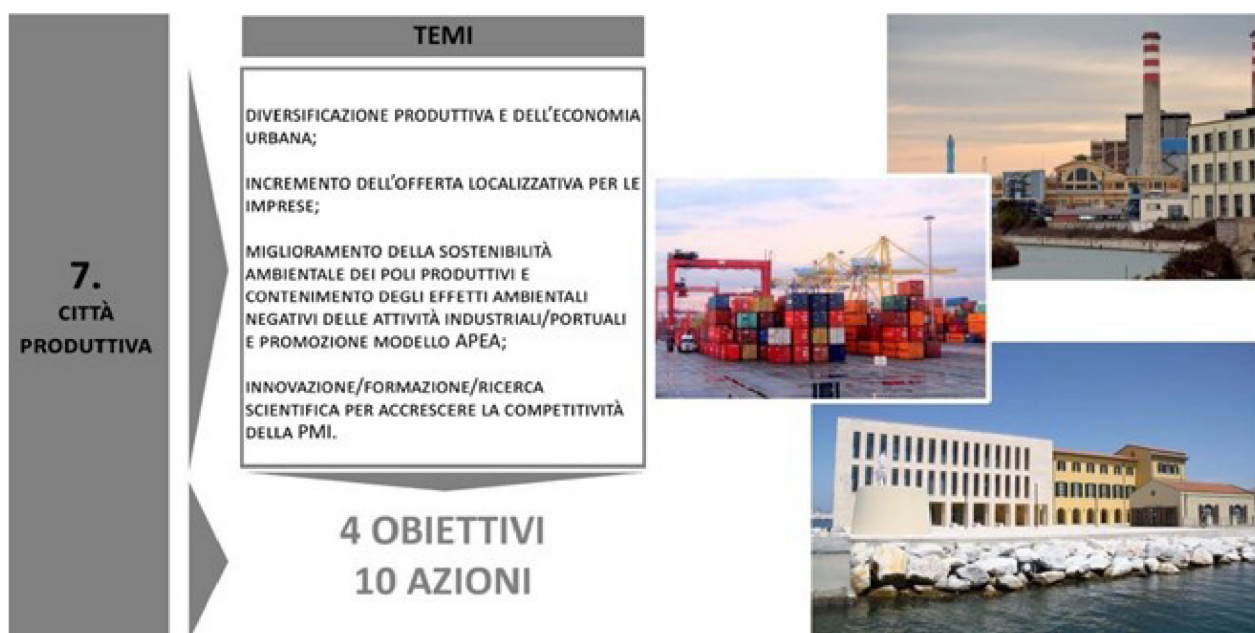 7.
CITTÀ
PRODUTTIVA
TEMI
DIVERSIFICAZIONE PRODUTTIVA E DELL'ECONOMIA
URBANA;
INCREMENTO DELL'OFFERTA LOCALIZZATIVA PER LE
IMPRESE;
MIGLIORAMENTO DELLA SOSTENIBILITÀ
AMBIENTALE DEI POLI PRODUTTIVI E
CONTENIMENTO DEGLI EFFETTI AMBIENTALI
NEGATIVI DELLE ATTIVITÀ INDUSTRIALI/PORTUALI
E PROMOZIONE MODELLO APEA;
INNOVAZIONE/FORMAZIONE/RICERCA
SCIENTIFICA PER ACCRESCERE LA COMPETITIVITÀ
DELLA PMI.
4 OBIETTIVI
10 AZIONI